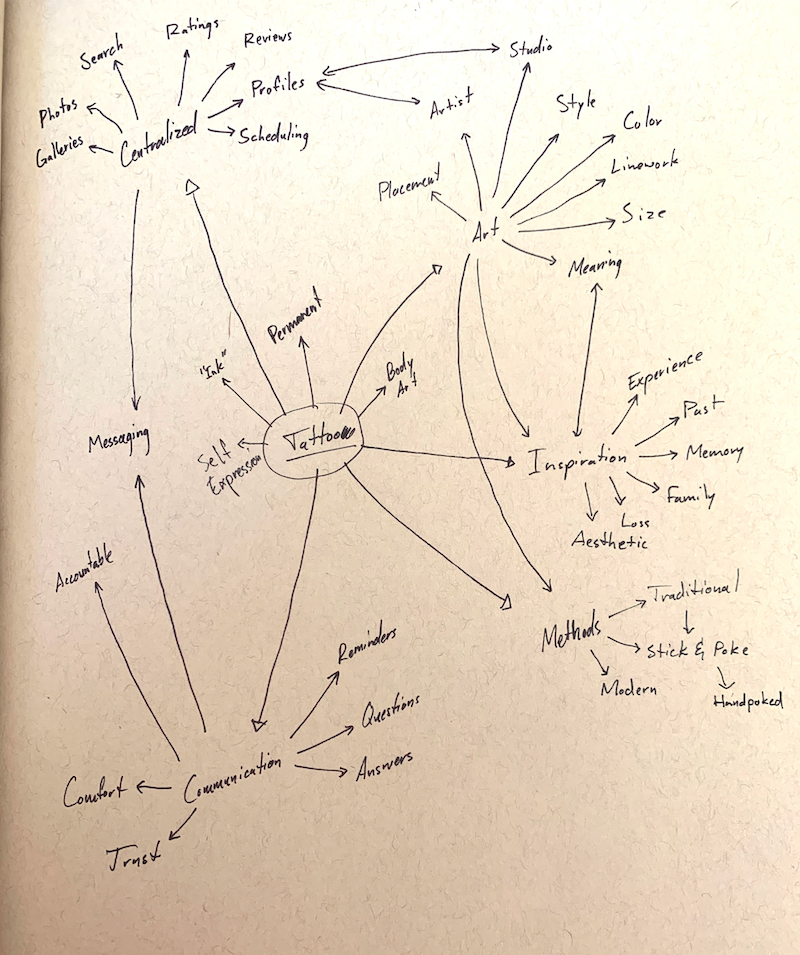 Ratings
Search
Reviews
Studio
Profiles
Photos
Artist
Style
Color
Galleries
Centralized
Scheduling
Linework
Placement
Art
Size
Meaning
Permanent
"Ink"
Body
Art
Experience
Past
Messaging
Tattoo
Self
Expression
Inspiration
Memory
Family
Loss
Aesthetic
Accountable
Traditional
Methods
Stick & Poke
Reminders
Modern
Handpoked
Questions
Communication
Answers
Comfort
Trust